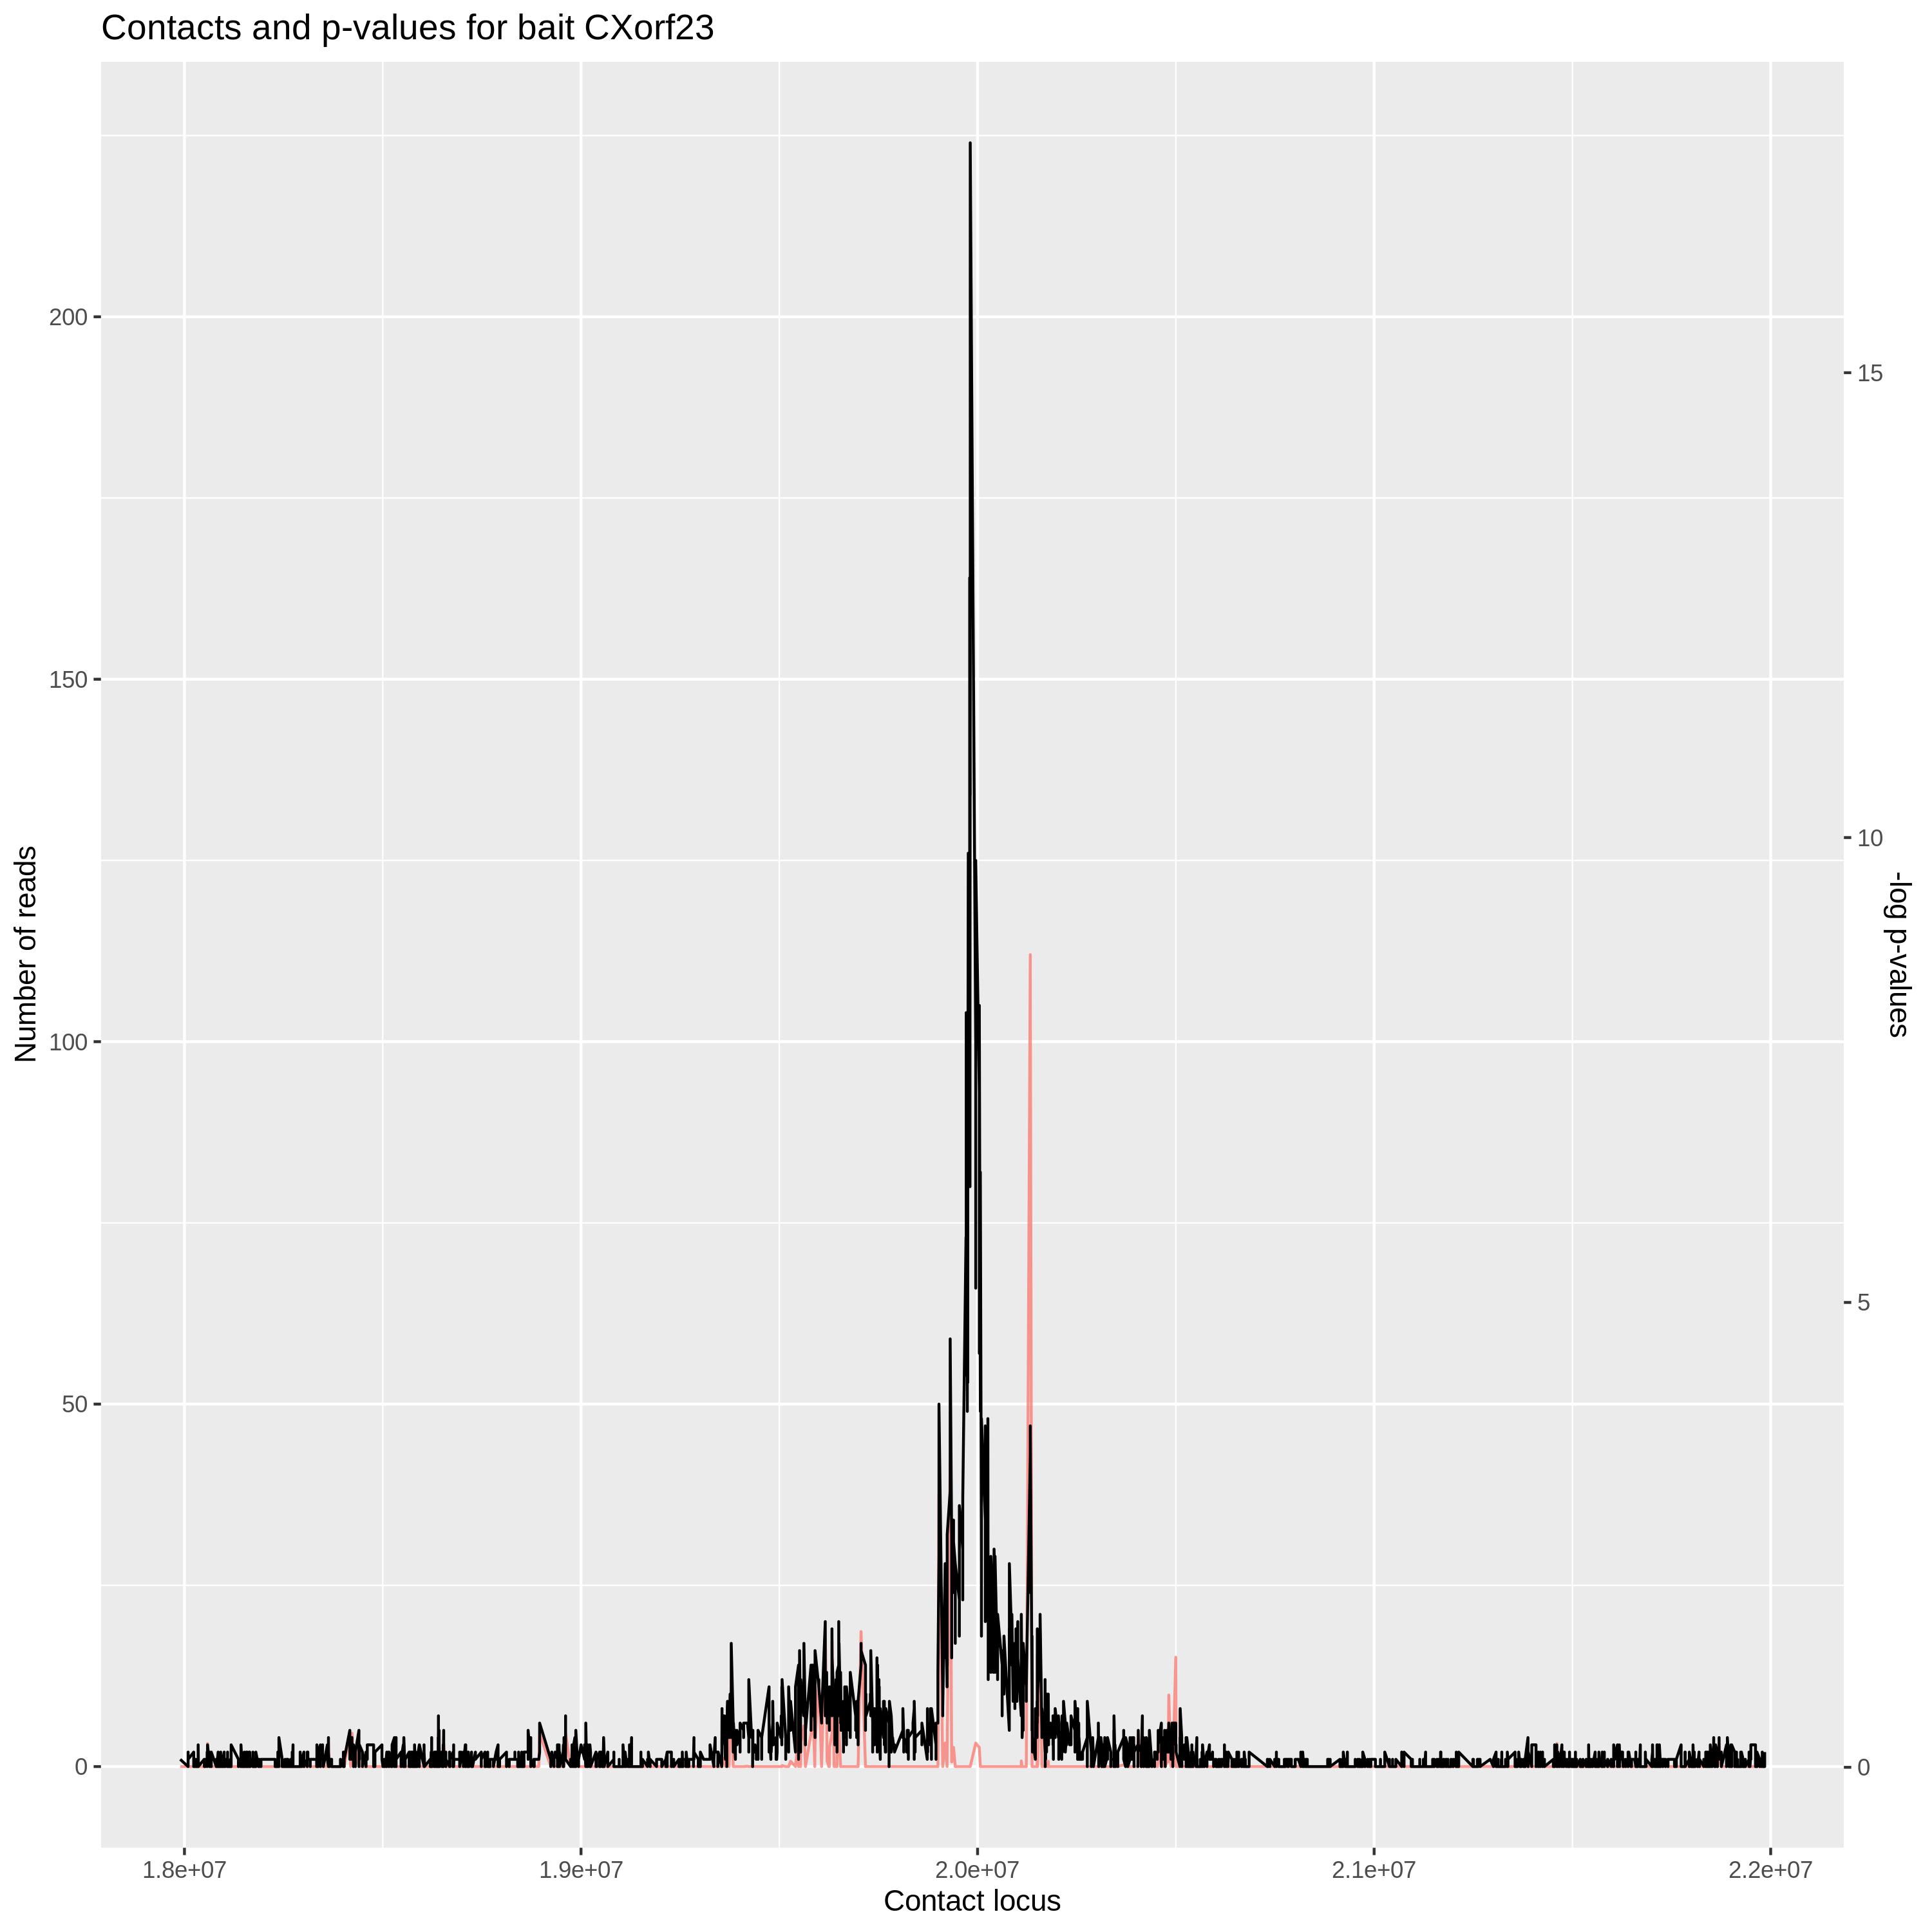 Contacts and p-values for bait CXorf23
Number of reads
200
150
100
50
0
15
10
5
0
-log p-values
1.8e+07 1.9e+07 2.0e+07 2.1e+07 2.2e+07
Contact locus